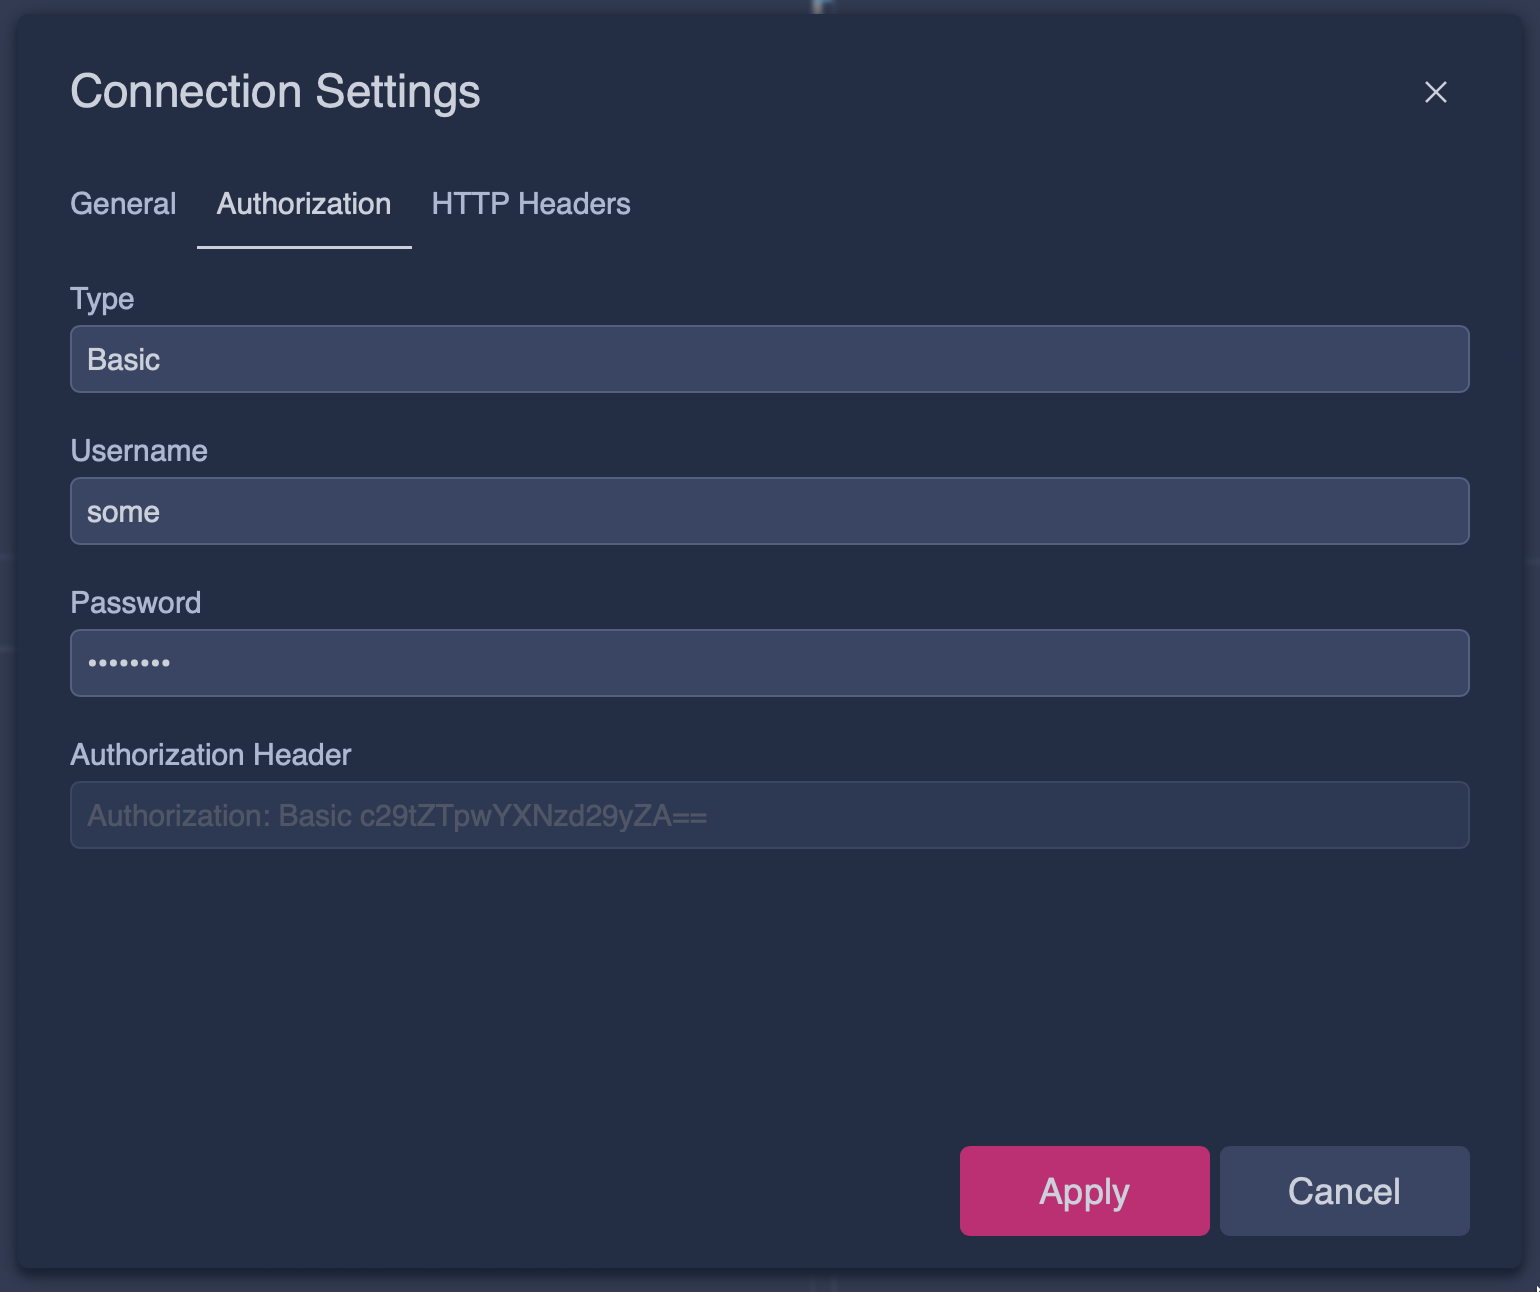 Connection Settings
General Authorization HTTP Headers
Type
Basic
Username
some
Password
••••••••
Authorization Header
Authorization: Basic c29tZTpwYXNzd29yZA==
Apply Cancel